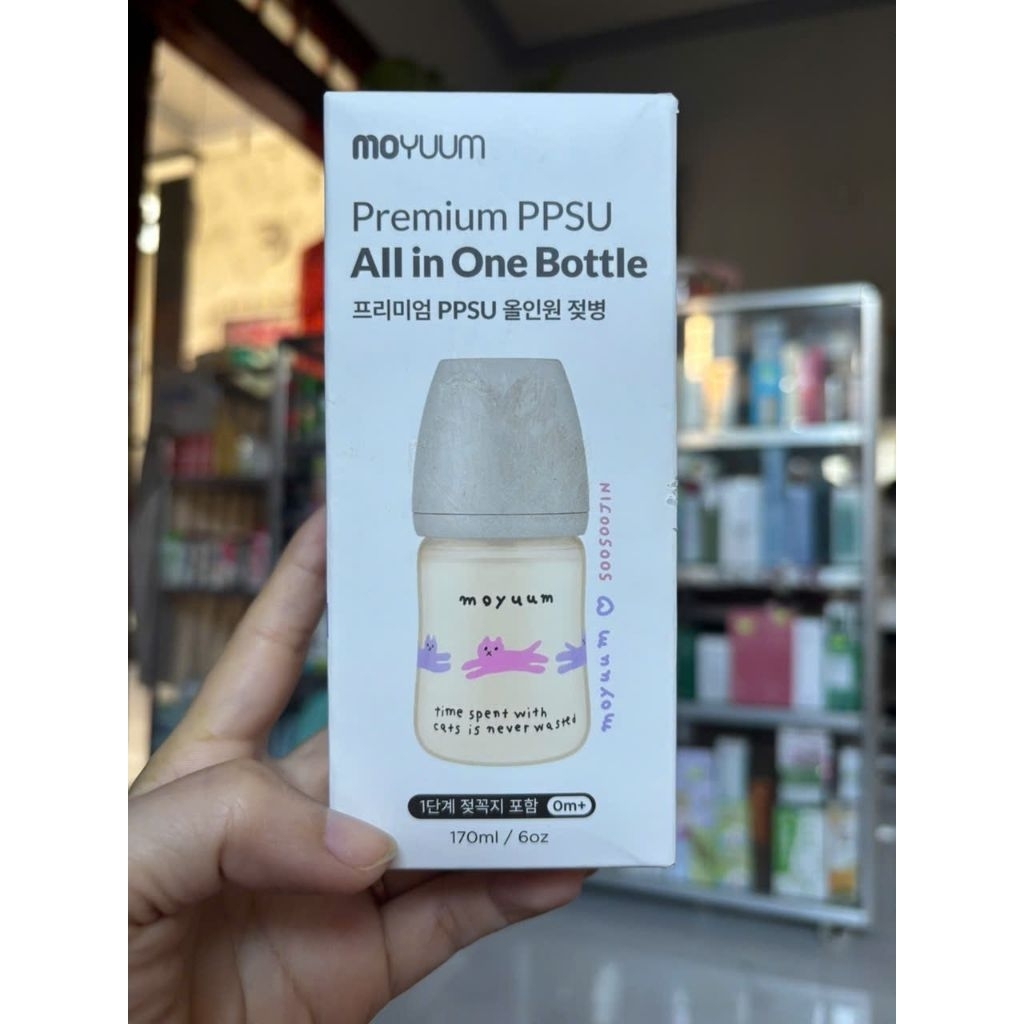 moyuum
Premium PPSU
All in One Bottle
프리미엄 PPSU 올인원 젖병
moyuum
time spent with
cats is never wasted
moyuum ♡ SOOSOOJIN
1단계 젖꼭지 포함 0m+
170ml / 6oz